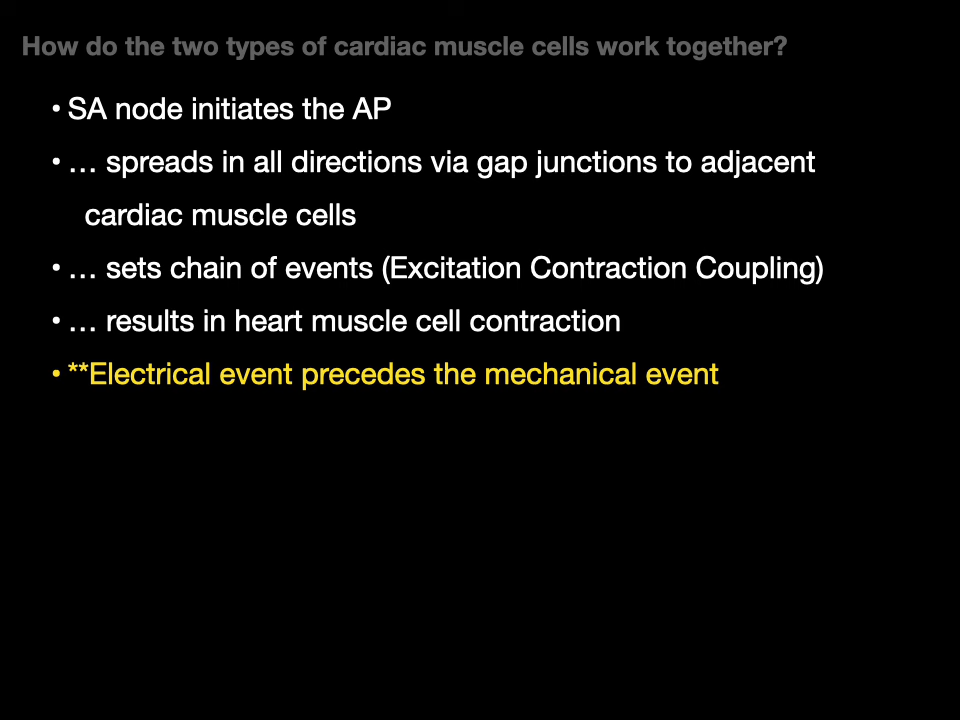 How do the two types of cardiac muscle cells work together?
• SA node initiates the AP
• … spreads in all directions via gap junctions to adjacent
cardiac muscle cells
• … sets chain of events (Excitation Contraction Coupling)
• … results in heart muscle cell contraction
• **Electrical event precedes the mechanical event